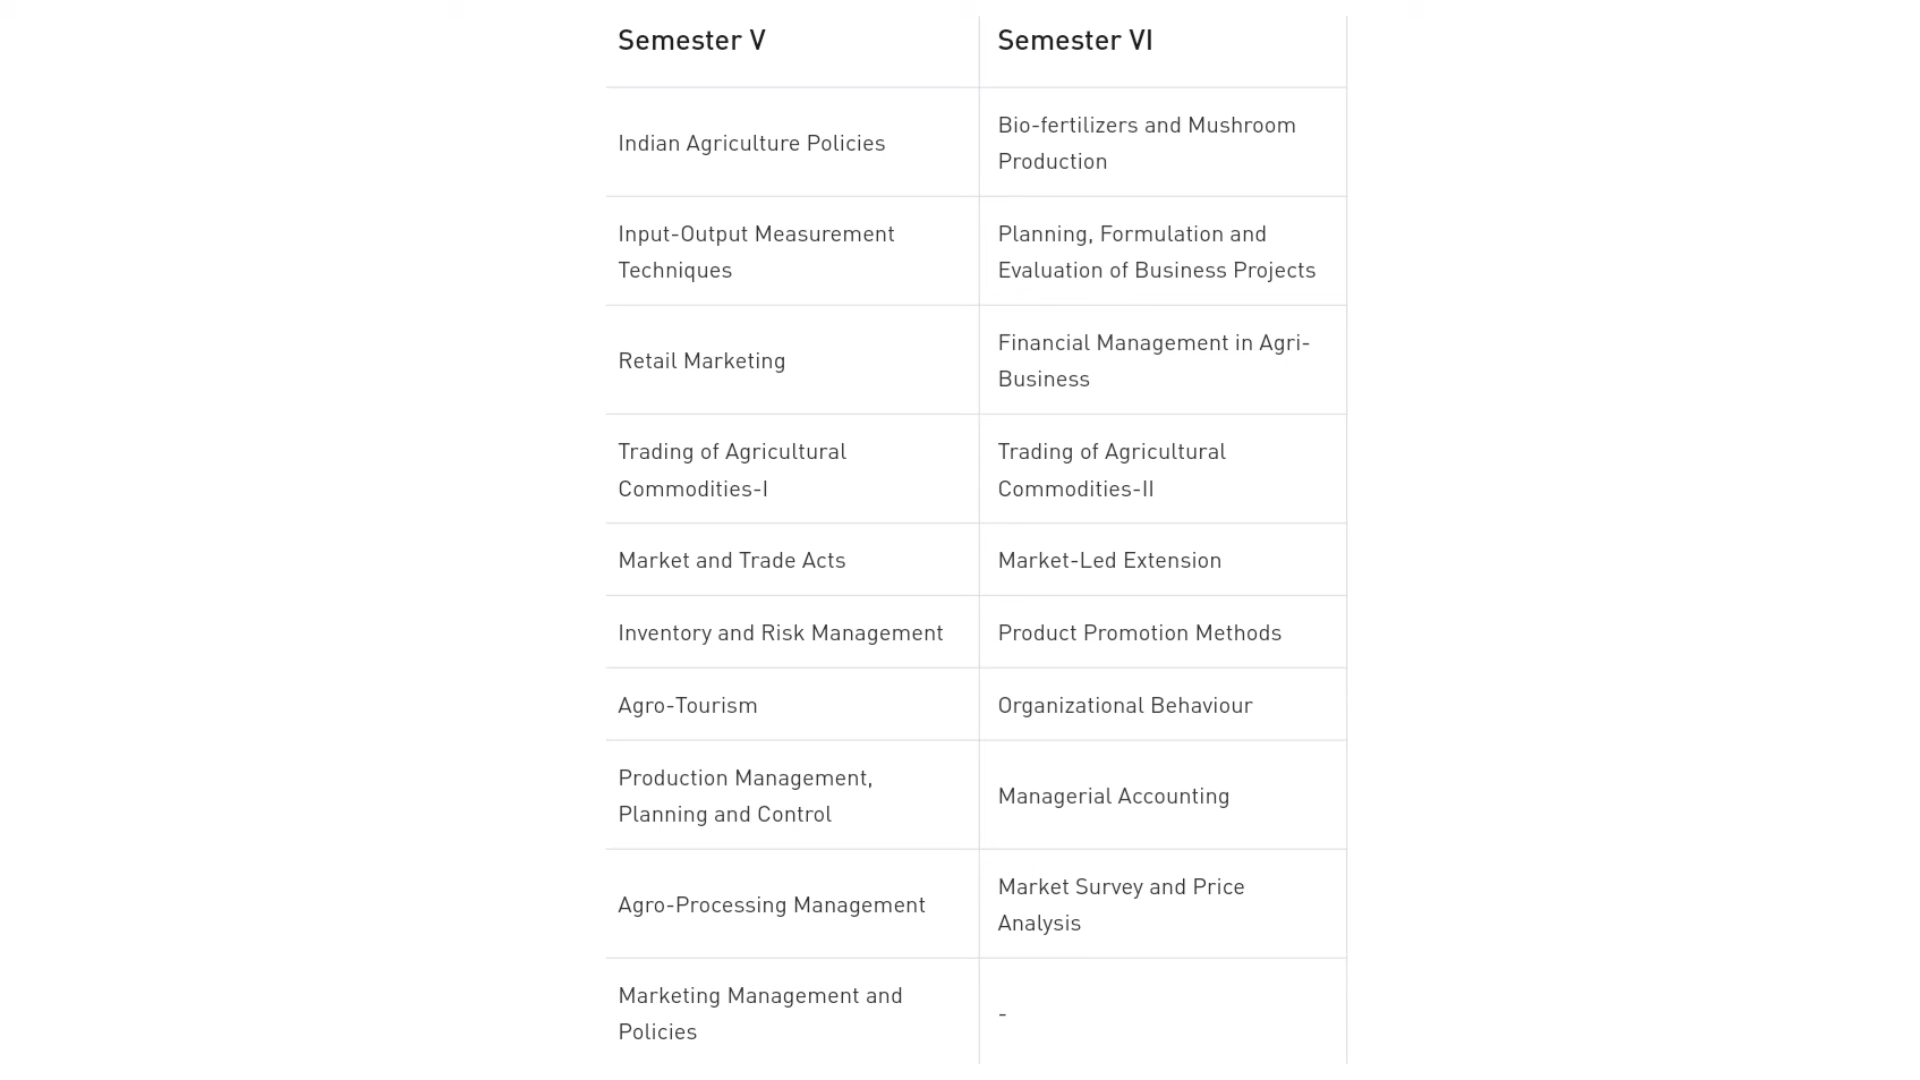 Semester V
Semester VI
Indian Agriculture Policies
Bio-fertilizers and Mushroom
Production
Input-Output Measurement
Techniques
Planning, Formulation and
Evaluation of Business Projects
Retail Marketing
Financial Management in Agri-
Business
Trading of Agricultural
Commodities-I
Trading of Agricultural
Commodities-II
Market and Trade Acts
Market-Led Extension
Inventory and Risk Management
Product Promotion Methods
Agro-Tourism
Organizational Behaviour
Production Management,
Planning and Control
Managerial Accounting
Agro-Processing Management
Market Survey and Price
Analysis
Marketing Management and
Policies
-